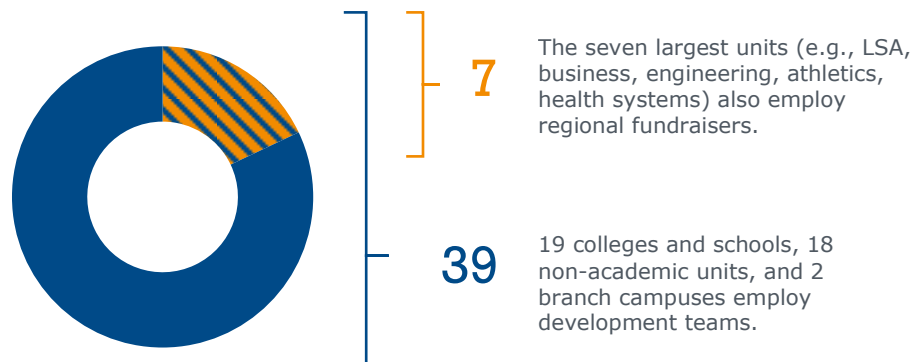 7
The seven largest units (e.g., LSA,
business, engineering, athletics,
health systems) also employ
regional fundraisers.
39
19 colleges and schools, 18
non-academic units, and 2
branch campuses employ
development teams.